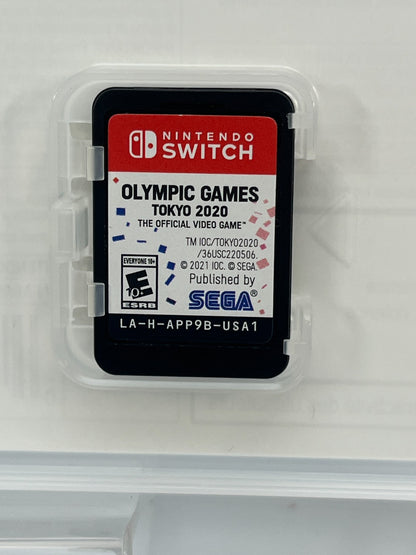 NINTENDO
SWITCH
OLYMPIC GAMES
TOKYO 2020
THE OFFICIAL VIDEO GAME™
TM IOC/TOKYO2020
/36USC220506.
© 2021 IOC. © SEGA.
Published by
SEGA®
EVERYONE 10+
E
10+
ESRB
LA-H-APP9B-USA1